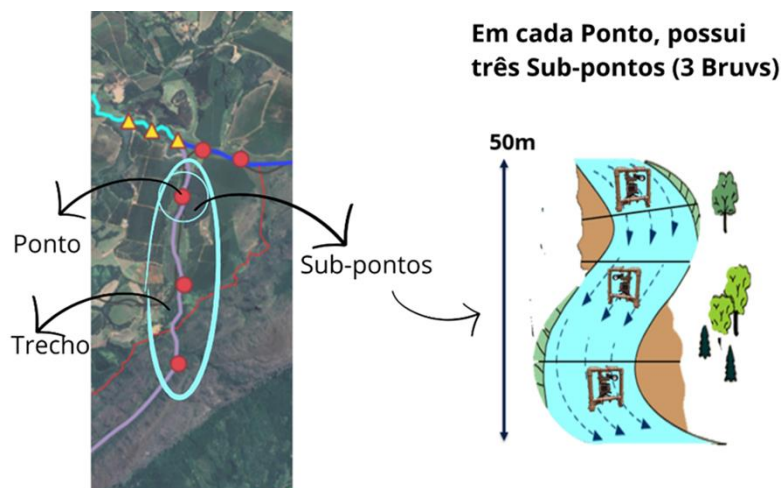 Em cada Ponto, possui
três Sub-pontos (3 Bruvs)
50m
Ponto
Sub-pontos
Trecho